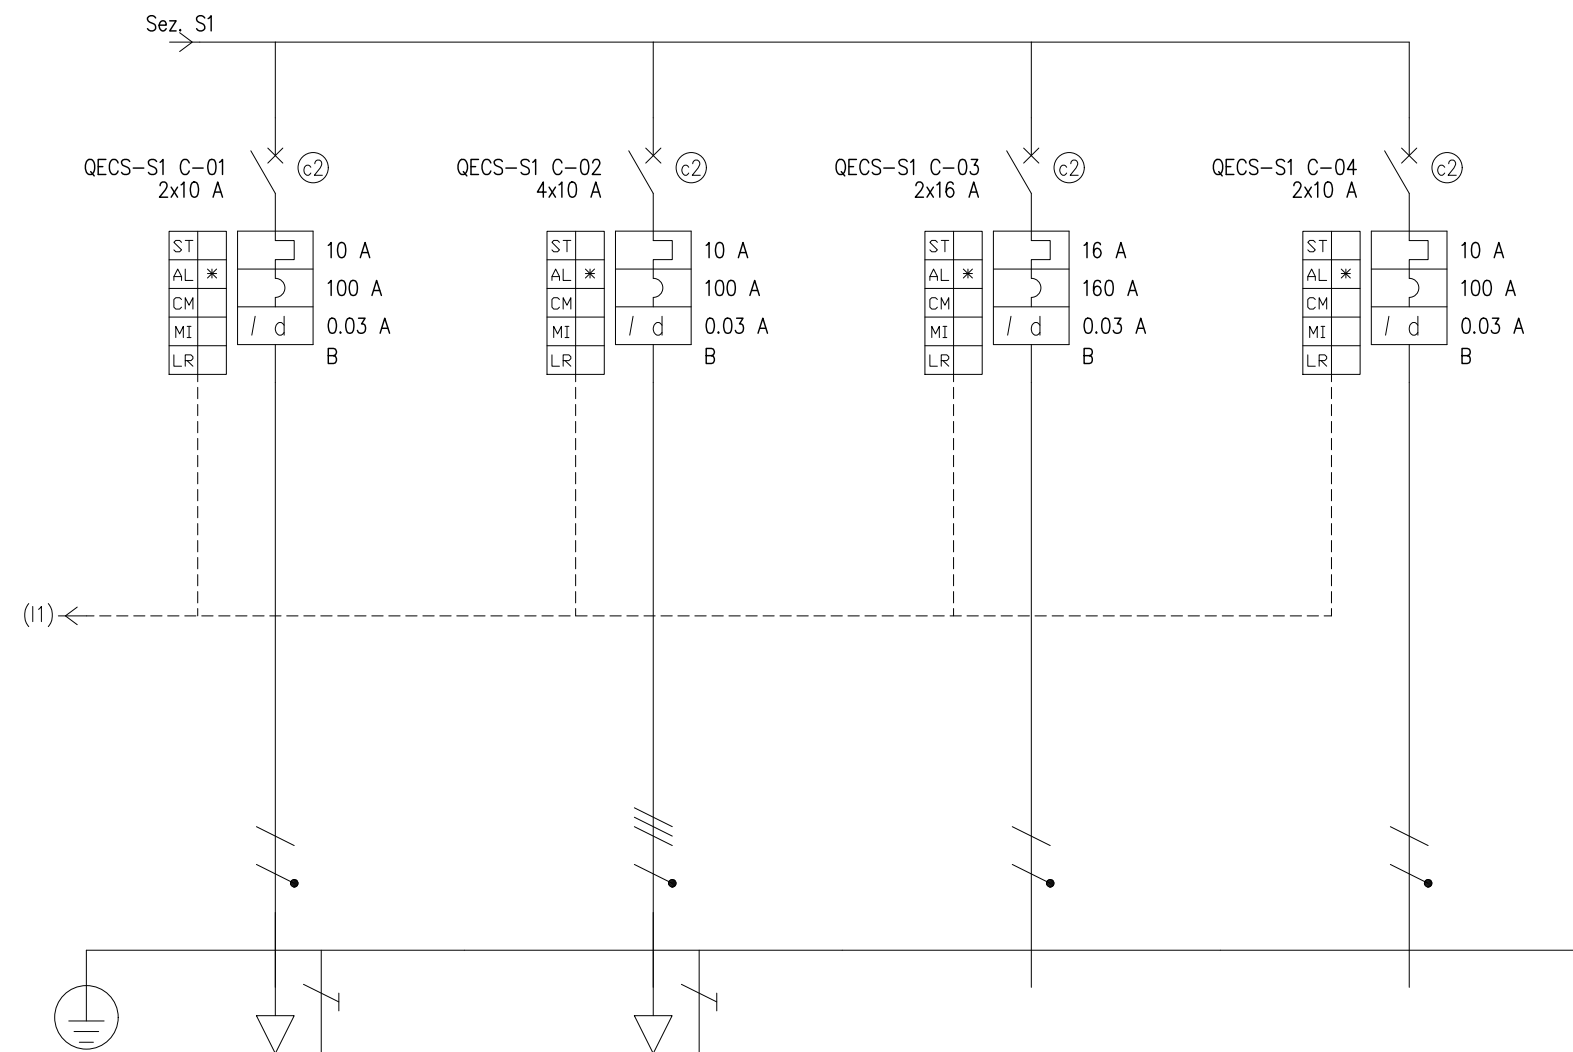 Sez. S1
QECS-S1 C-01
2x10 A
c2
ST
AL *
CM
MI
LR
10 A
100 A
I d
0.03 A
B
QECS-S1 C-02
4x10 A
c2
ST
AL *
CM
MI
LR
10 A
100 A
I d
0.03 A
B
QECS-S1 C-03
2x16 A
c2
ST
AL *
CM
MI
LR
16 A
160 A
I d
0.03 A
B
QECS-S1 C-04
2x10 A
c2
ST
AL *
CM
MI
LR
10 A
100 A
I d
0.03 A
B
(I1)